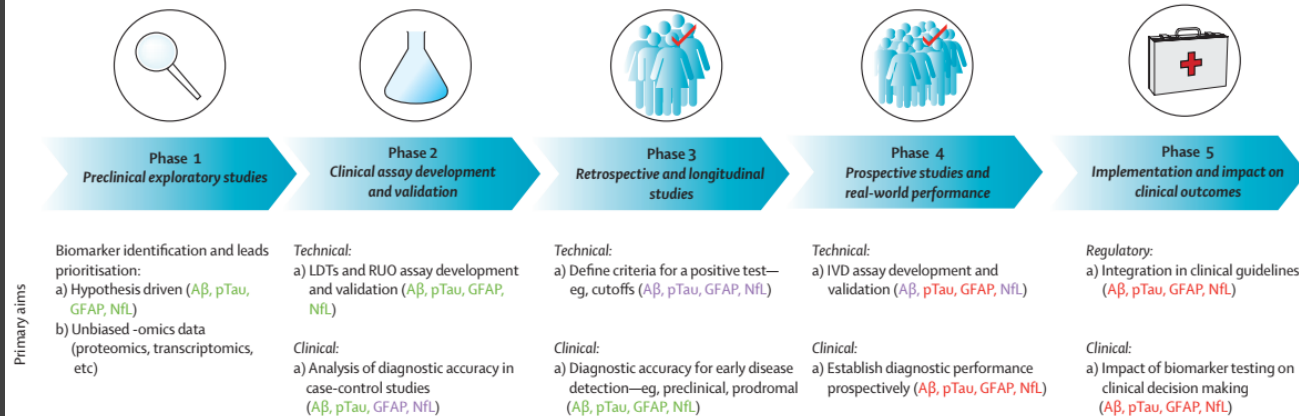 Phase 1
Preclinical exploratory studies
Phase 2
Clinical assay development
and validation
Phase 3
Retrospective and longitudinal
studies
Phase 4
Prospective studies and
real-world performance
Phase 5
Implementation and impact on
clinical outcomes
Primary aims
Biomarker identification and leads
prioritisation:
a) Hypothesis driven (Aβ, pTau,
GFAP, NfL)
b) Unbiased -omics data
(proteomics, transcriptomics,
etc)
Technical:
a) LDTs and RUO assay development
and validation (Aβ, pTau, GFAP,
NfL)
Clinical:
a) Analysis of diagnostic accuracy in
case-control studies
(Aβ, pTau, GFAP, NfL)
Technical:
a) Define criteria for a positive test—
eg, cutoffs (Aβ, pTau, GFAP, NfL)
Clinical:
a) Diagnostic accuracy for early disease
detection—eg, preclinical, prodromal
(Aβ, pTau, GFAP, NfL)
Technical:
a) IVD assay development and
validation (Aβ, pTau, GFAP, NfL)
Clinical:
a) Establish diagnostic performance
prospectively (Aβ, pTau, GFAP, NfL)
Regulatory:
a) Integration in clinical guidelines
(Aβ, pTau, GFAP, NfL)
Clinical:
a) Impact of biomarker testing on
clinical decision making
(Aβ, pTau, GFAP, NfL)